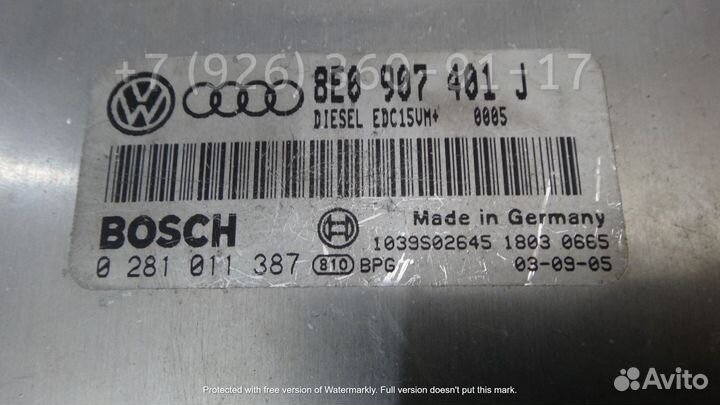 +7 (926) 360-91-17
8E0 907 401 J
DIESEL EDC15VM+ 0005
BOSCH
Made in Germany
1039S02645 1803 0665
0 281 011 387 810 BPG
03-09-05
Avito
Protected with free version of Watermarkly. Full version doesn't put this mark.